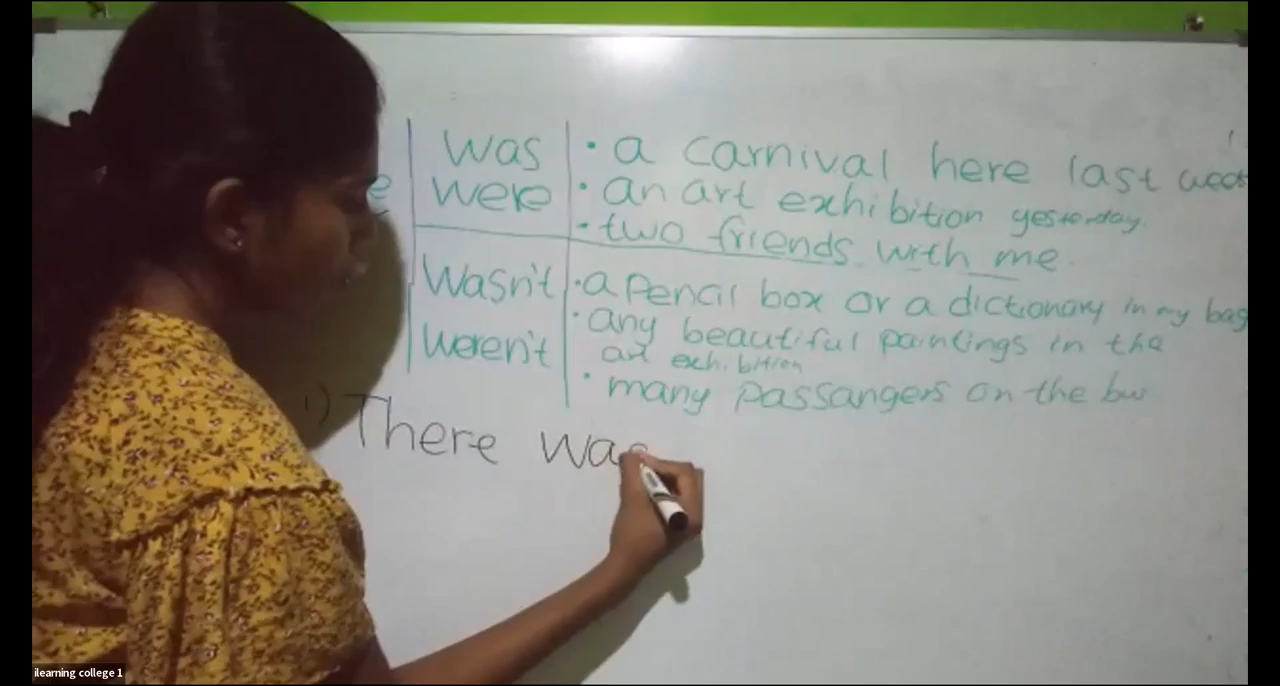 was • a carnival here last week
were • an art exhibition yesterday.
• two friends with me.
Wasn't • a pencil box or a dictionary in my bag
• any beautiful paintings in the
weren't art exhibition
• many passangers on the bus
1) There was
ilearning college 1